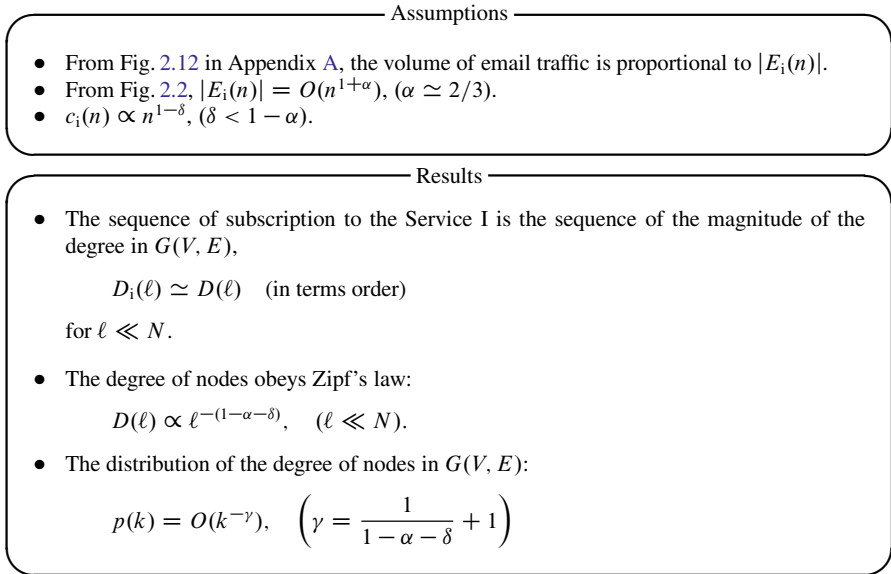 Assumptions
• From Fig. 2.12 in Appendix A, the volume of email traffic is proportional to |E_i(n)|.
• From Fig. 2.2, |E_i(n)| = O(n^{1+α}), (α ≃ 2/3).
• c_i(n) ∝ n^{1−δ}, (δ < 1 − α).
Results
• The sequence of subscription to the Service I is the sequence of the magnitude of the
degree in G(V, E),
D_i(ℓ) ≃ D(ℓ) (in terms order)
for ℓ ≪ N.
• The degree of nodes obeys Zipf's law:
D(ℓ) ∝ ℓ^{−(1−α−δ)}, (ℓ ≪ N).
• The distribution of the degree of nodes in G(V, E):
p(k) = O(k^{−γ}), (γ = \frac{1}{1 − α − δ} + 1)